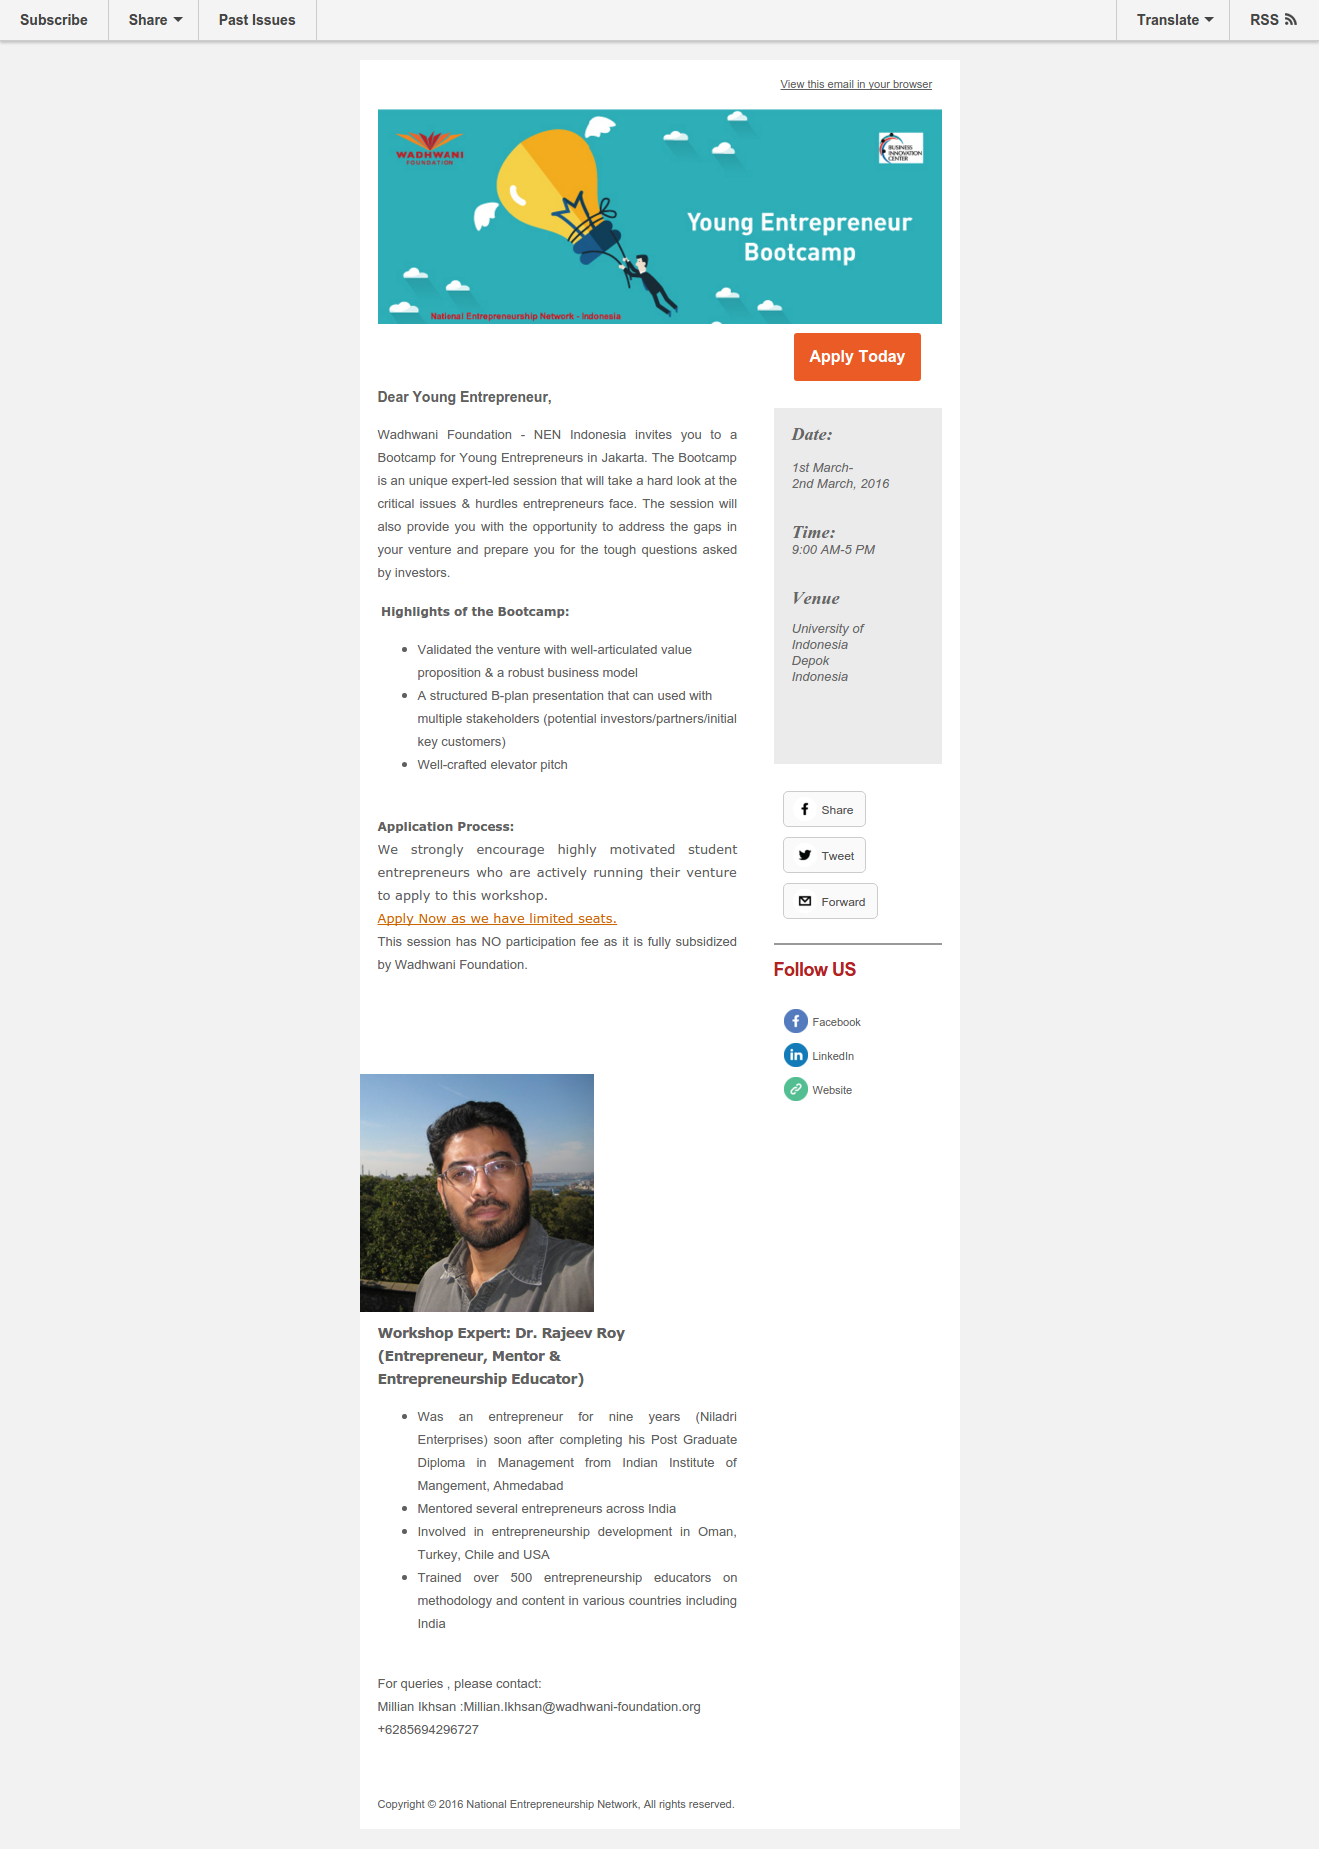 Subscribe
Share
Past Issues
Translate
RSS
View this email in your browser
WADHWANI
FOUNDATION
BUSINESS
INNOVATION
CENTER
Young Entrepreneur
Bootcamp
National Entrepreneurship Network - Indonesia
Apply Today
Dear Young Entrepreneur,
Wadhwani Foundation - NEN Indonesia invites you to a
Bootcamp for Young Entrepreneurs in Jakarta. The Bootcamp
is an unique expert-led session that will take a hard look at the
critical issues & hurdles entrepreneurs face. The session will
also provide you with the opportunity to address the gaps in
your venture and prepare you for the tough questions asked
by investors.
Highlights of the Bootcamp:
Validated the venture with well-articulated value
proposition & a robust business model
A structured B-plan presentation that can used with
multiple stakeholders (potential investors/partners/initial
key customers)
Well-crafted elevator pitch
Application Process:
We strongly encourage highly motivated student
entrepreneurs who are actively running their venture
to apply to this workshop.
Apply Now as we have limited seats.
This session has NO participation fee as it is fully subsidized
by Wadhwani Foundation.
Date:
1st March-
2nd March, 2016
Time:
9:00 AM-5 PM
Venue
University of
Indonesia
Depok
Indonesia
Share
Tweet
Forward
Follow US
Facebook
LinkedIn
Website
Workshop Expert: Dr. Rajeev Roy
(Entrepreneur, Mentor &
Entrepreneurship Educator)
Was an entrepreneur for nine years (Niladri
Enterprises) soon after completing his Post Graduate
Diploma in Management from Indian Institute of
Mangement, Ahmedabad
Mentored several entrepreneurs across India
Involved in entrepreneurship development in Oman,
Turkey, Chile and USA
Trained over 500 entrepreneurship educators on
methodology and content in various countries including
India
For queries , please contact:
Millian Ikhsan :Millian.Ikhsan@wadhwani-foundation.org
+6285694296727
Copyright © 2016 National Entrepreneurship Network, All rights reserved.